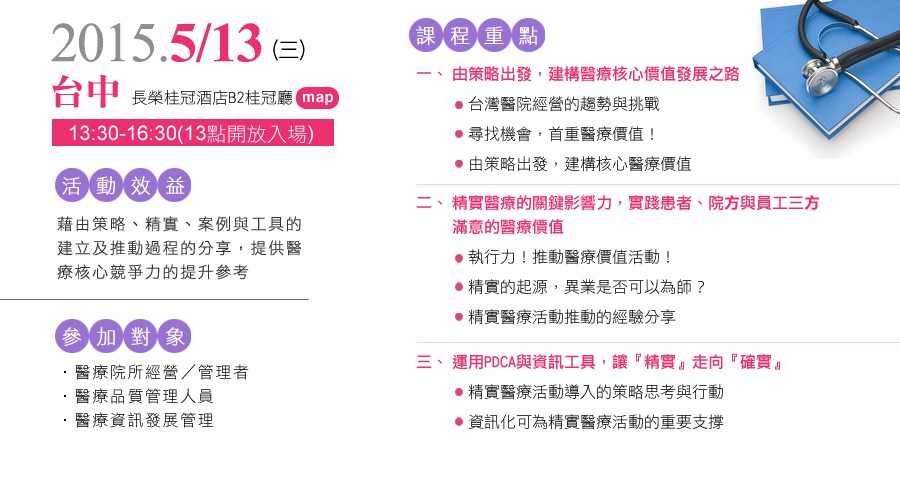 2015.5/13 (三)
台中 長榮桂冠酒店B2桂冠廳 map
13:30-16:30(13點開放入場)
活動效益
藉由策略、精實、案例與工具的
建立及推動過程的分享，提供醫
療核心競爭力的提升參考
參加對象
．醫療院所經營／管理者
．醫療品質管理人員
．醫療資訊發展管理
課程重點
一、 由策略出發，建構醫療核心價值發展之路
● 台灣醫院經營的趨勢與挑戰
● 尋找機會，首重醫療價值！
● 由策略出發，建構核心醫療價值
二、 精實醫療的關鍵影響力，實踐患者、院方與員工三方
滿意的醫療價值
● 執行力！推動醫療價值活動！
● 精實的起源，異業是否可以為師？
● 精實醫療活動推動的經驗分享
三、 運用PDCA與資訊工具，讓『精實』走向『確實』
● 精實醫療活動導入的策略思考與行動
● 資訊化可為精實醫療活動的重要支撐